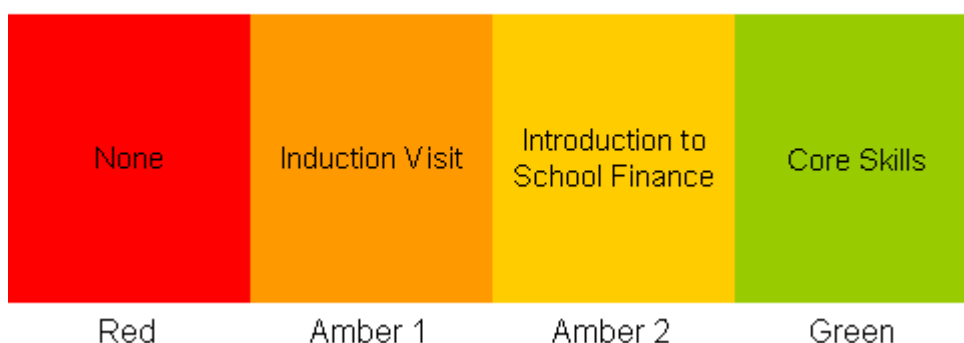 None
Induction Visit
Introduction to
School Finance
Core Skills
Red
Amber 1
Amber 2
Green